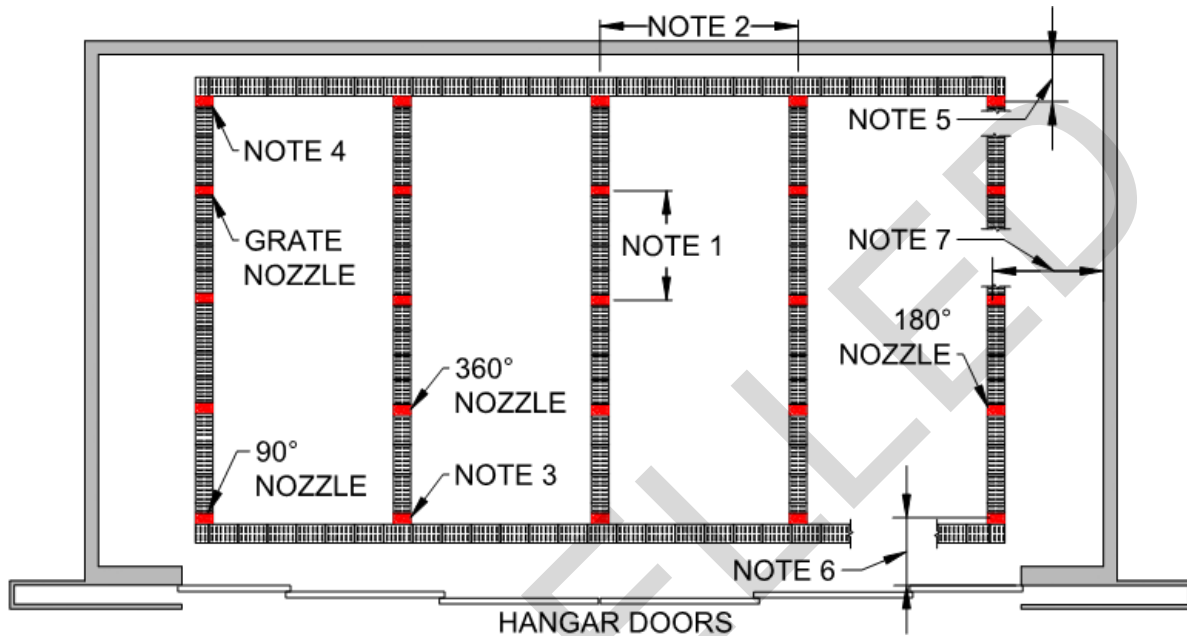 NOTE 2
NOTE 5
NOTE 4
GRATE
NOZZLE
NOTE 1
NOTE 7
180°
NOZZLE
360°
NOZZLE
90°
NOZZLE
NOTE 3
NOTE 6
HANGAR DOORS
ELLED